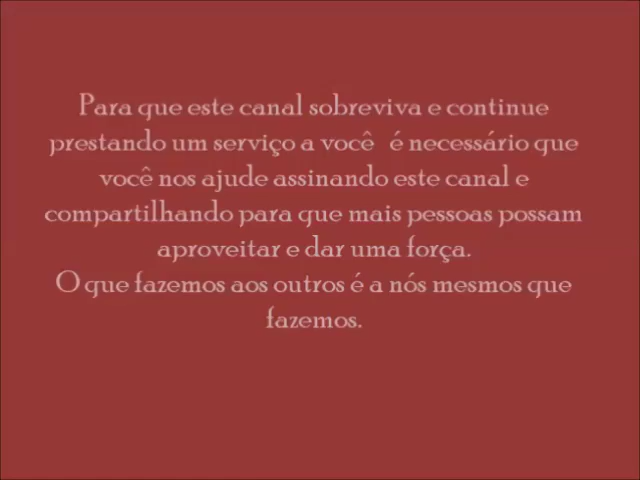 Para que este canal sobreviva e continue
prestando um serviço a você é necessário que
você nos ajude assinando este canal e
compartilhando para que mais pessoas possam
aproveitar e dar uma força.
O que fazemos aos outros é a nós mesmos que
fazemos.